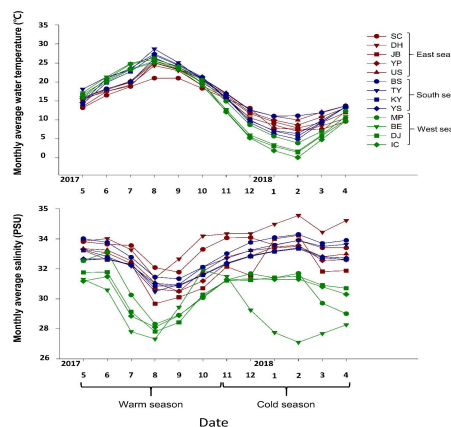 Monthly average water temperature (℃)
35
30
25
20
15
10
5
0
2017 2018
5 6 7 8 9 10 11 12 1 2 3 4
SC
DH
JB
YP
US
East sea
BS
TY
KY
YS
South se
MP
BE
DJ
IC
West sea
Monthly average salinity (PSU)
36
34
32
30
28
26
2017 2018
5 6 7 8 9 10 11 12 1 2 3 4
Warm season Cold season
Date